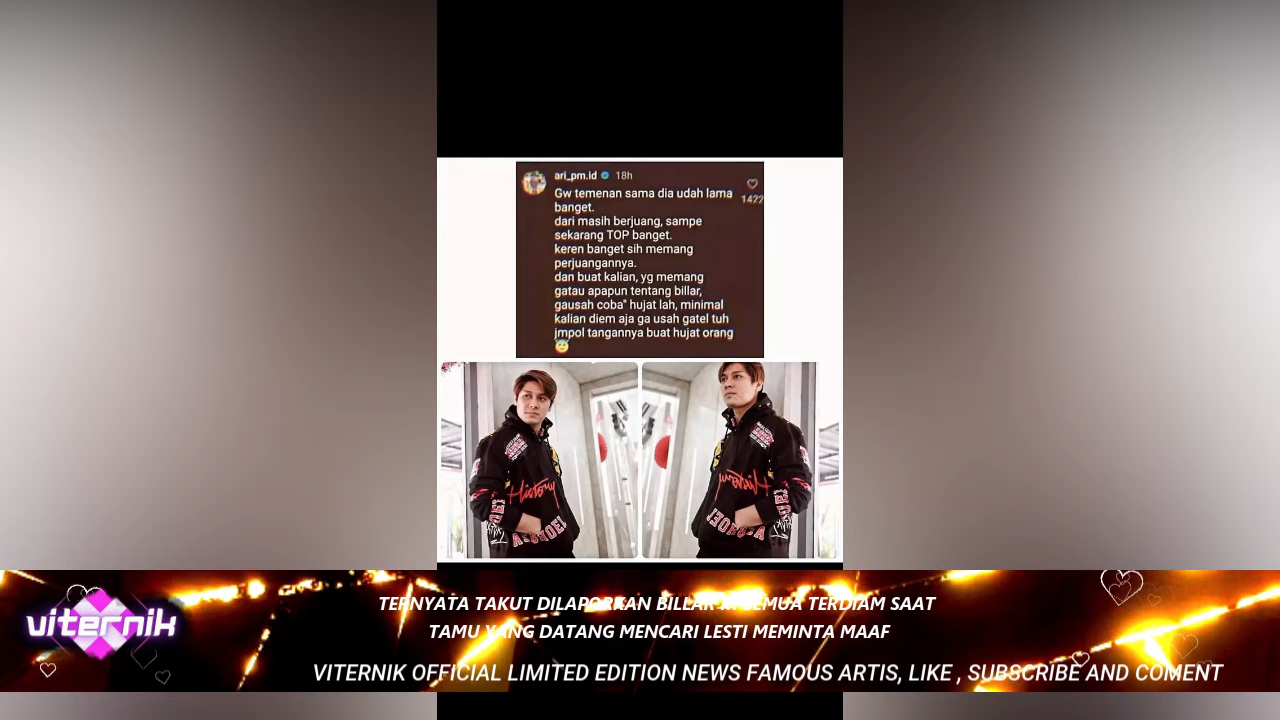 ari_pm.id 18h
Gw temenan sama dia udah lama
banget.
1422
dari masih berjuang, sampe
sekarang TOP banget.
keren banget sih memang
perjuangannya.
dan buat kalian, yg memang
gatau apapun tentang billar,
gausah coba" hujat lah, minimal
kalian diem aja ga usah gatel tuh
jmpol tangannya buat hujat orang
History
viternik
TERNYATA TAKUT DILAPORKAN BILLAR SEMUA TERDIAM SAAT
TAMU YANG DATANG MENCARI LESTI MEMINTA MAAF
VITERNIK OFFICIAL LIMITED EDITION NEWS FAMOUS ARTIS, LIKE , SUBSCRIBE AND COMENT